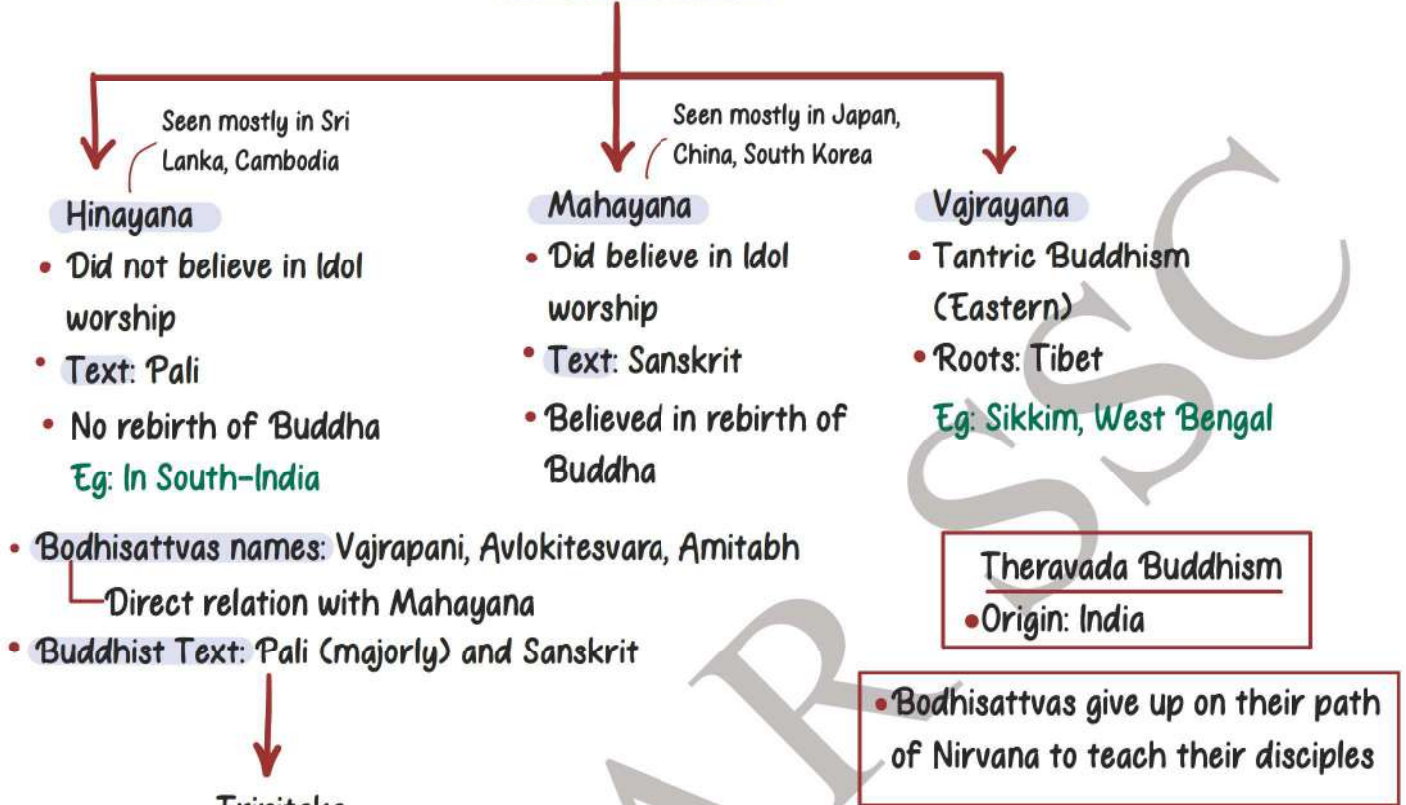 Seen mostly in Sri
Lanka, Cambodia
Hinayana
• Did not believe in Idol
worship
• Text: Pali
• No rebirth of Buddha
Eg: In South-India
Seen mostly in Japan,
China, South Korea
Mahayana
• Did believe in Idol
worship
• Text: Sanskrit
• Believed in rebirth of
Buddha
Vajrayana
• Tantric Buddhism
(Eastern)
• Roots: Tibet
Eg: Sikkim, West Bengal
• Bodhisattvas names: Vajrapani, Avlokitesvara, Amitabh
Direct relation with Mahayana
• Buddhist Text: Pali (majorly) and Sanskrit
Theravada Buddhism
• Origin: India
• Bodhisattvas give up on their path
of Nirvana to teach their disciples
AR SSC